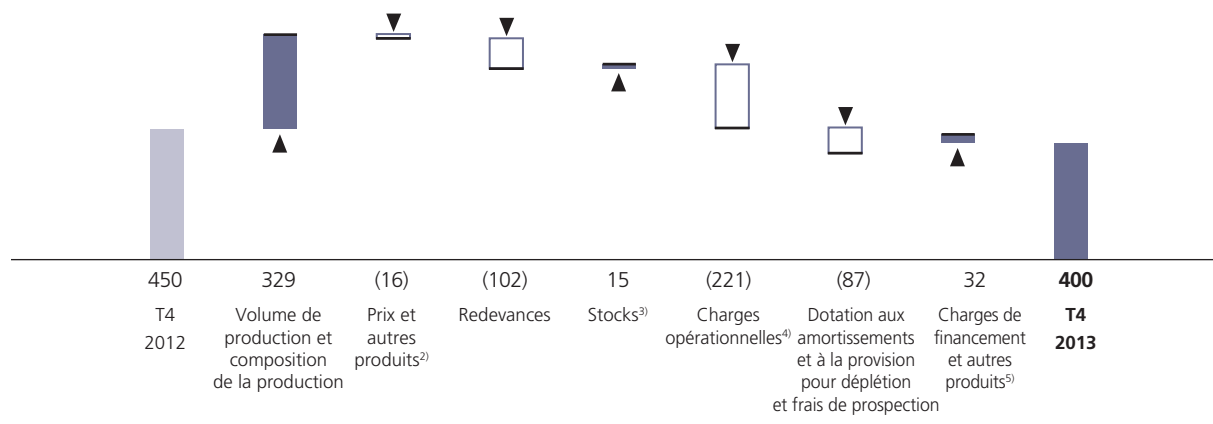 450
329
(16)
(102)
15
(221)
(87)
32
400
T4
2012
Volume de
production et
composition
de la production
Prix et
autres
produits2)
Redevances
Stocks3)
Charges
opérationnelles4)
Dotation aux
amortissements
et à la provision
pour déplétion
et frais de prospection
Charges de
financement
et autres
produits5)
T4
2013